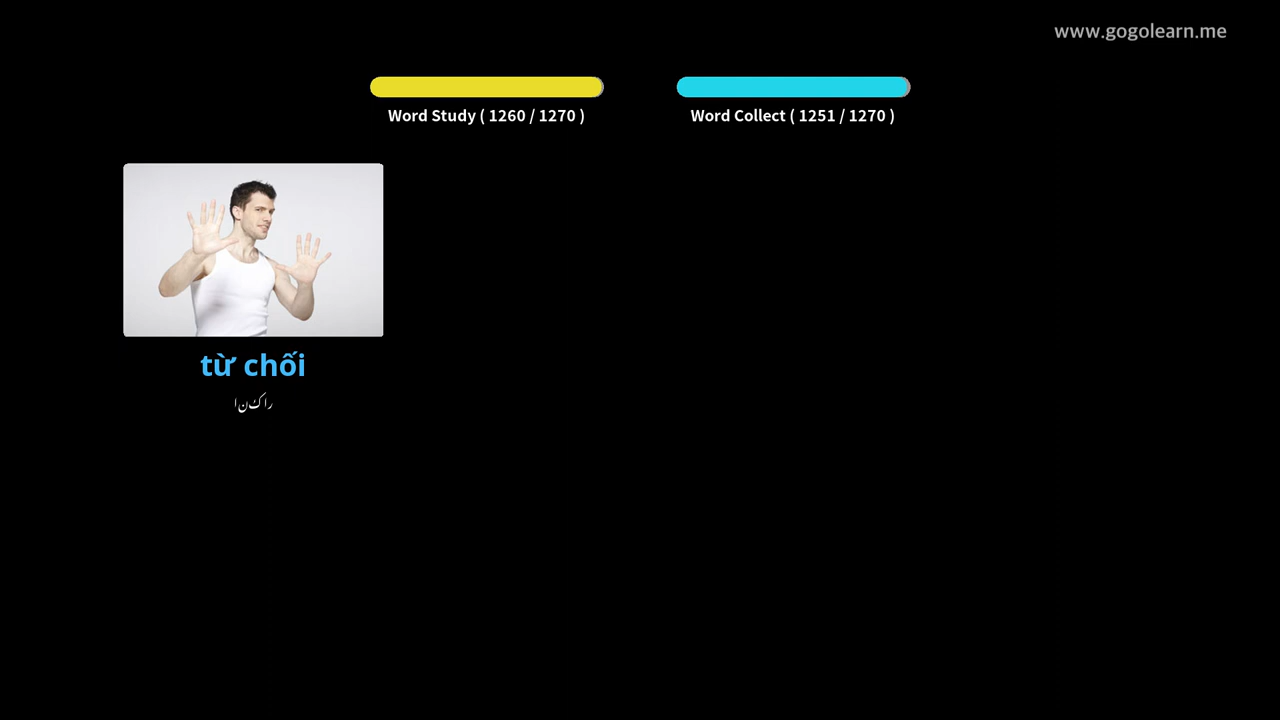 www.gogolearn.me
Word Study ( 1260 / 1270 )
Word Collect ( 1251 / 1270 )
từ chối
راکنا